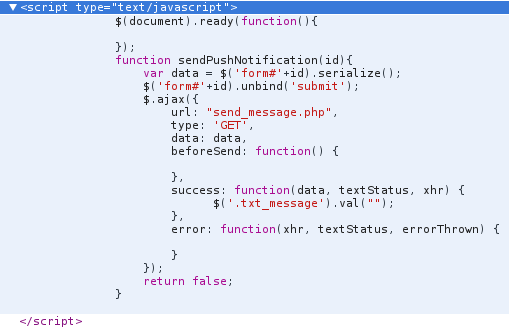 <script type="text/javascript">
$(document).ready(function(){
});
function sendPushNotification(id){
var data = $('form#'+id).serialize();
$('form#'+id).unbind('submit');
$.ajax({
url: "send_message.php",
type: 'GET',
data: data,
beforeSend: function() {
},
success: function(data, textStatus, xhr) {
$('.txt_message').val("");
},
error: function(xhr, textStatus, errorThrown) {
}
});
return false;
}
</script>